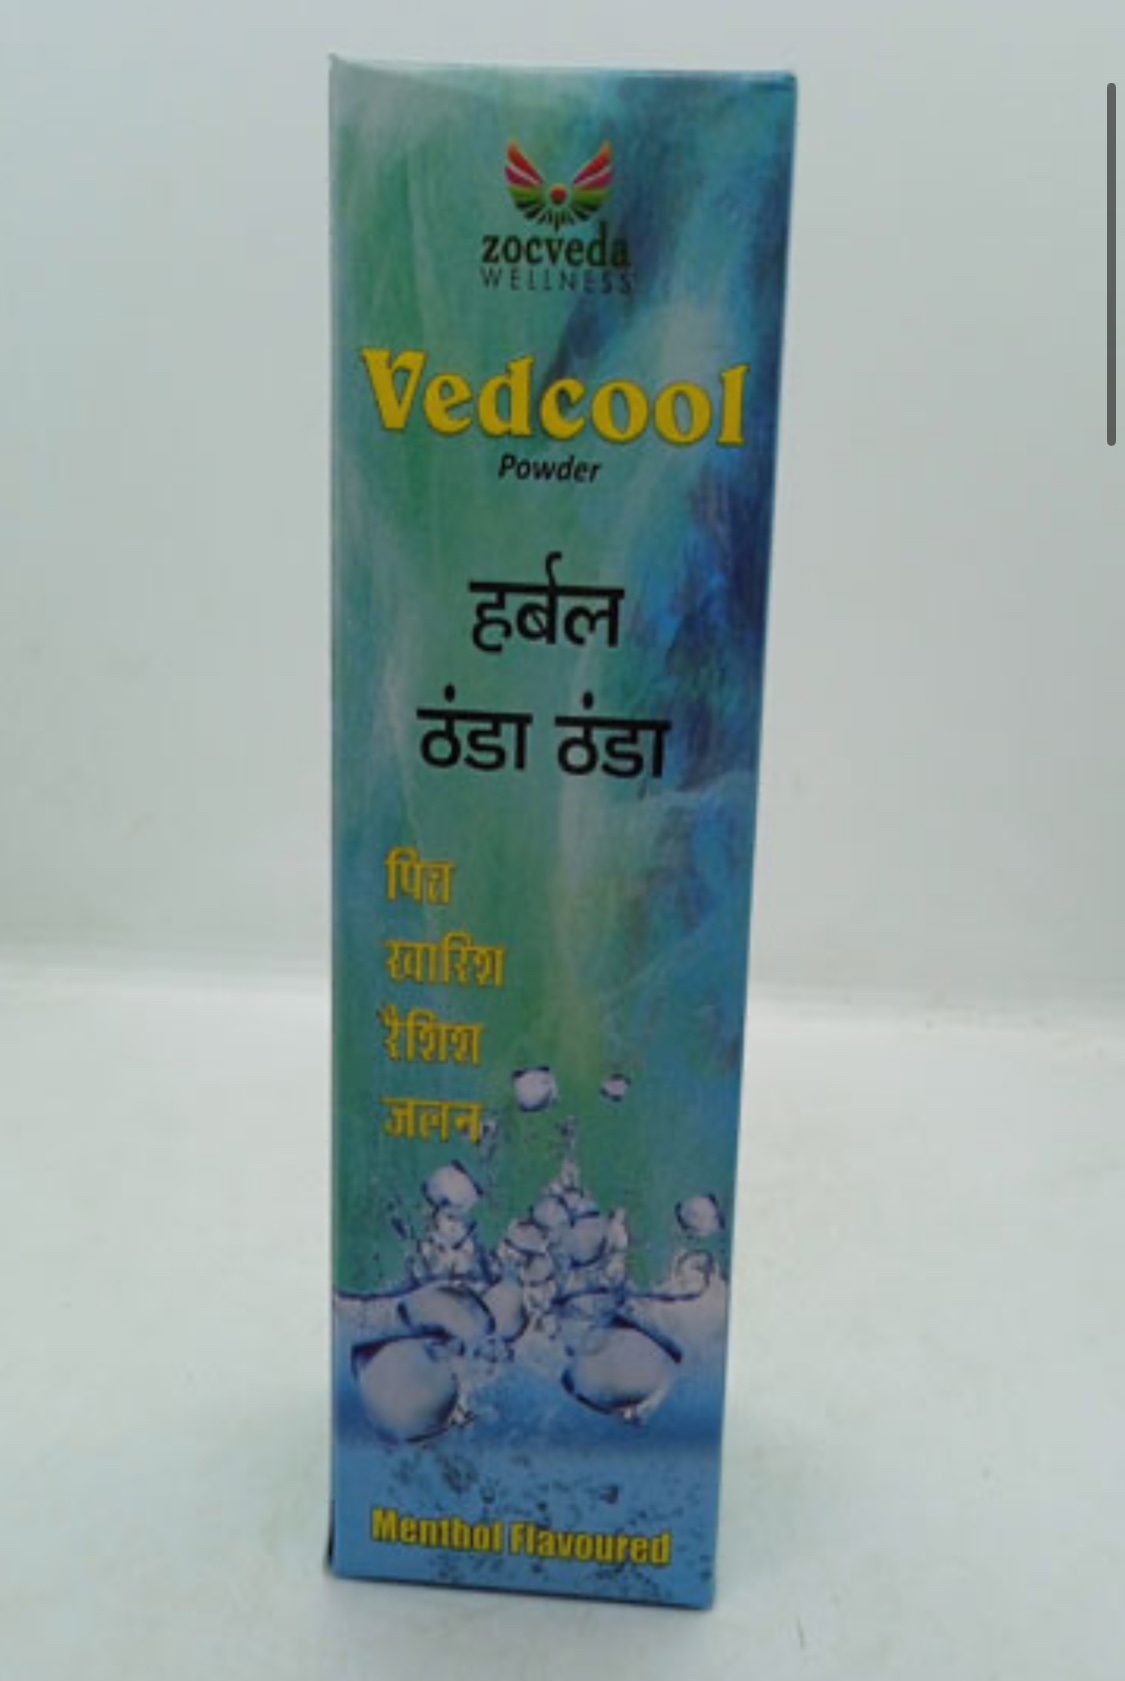 zocveda
WELLNESS
Vedcool
Powder
हर्बल
ठंडा ठंडा
पित्त
खारिश
रैशिश
जलन
Menthol Flavoured